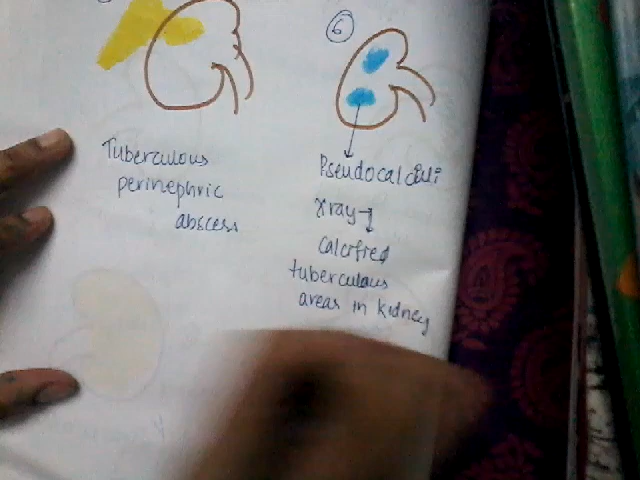 Tuberculous
perinephric
abscess
6
Pseudocalculi
xray→
calcified
tuberculous
areas in kidney